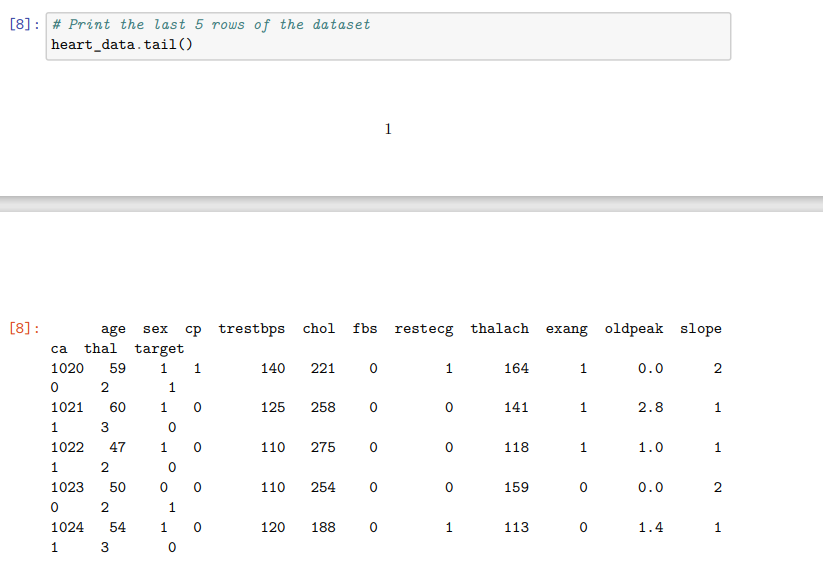 [8]: # Print the last 5 rows of the dataset
heart_data.tail()
1
[8]: age sex cp trestbps chol fbs restecg thalach exang oldpeak slope
ca thal target
1020 59 1 1 140 221 0 1 164 1 0.0 2
0 2 1
1021 60 1 0 125 258 0 0 141 1 2.8 1
1 3 0
1022 47 1 0 110 275 0 0 118 1 1.0 1
1 2 0
1023 50 0 0 110 254 0 0 159 0 0.0 2
0 2 1
1024 54 1 0 120 188 0 1 113 0 1.4 1
1 3 0